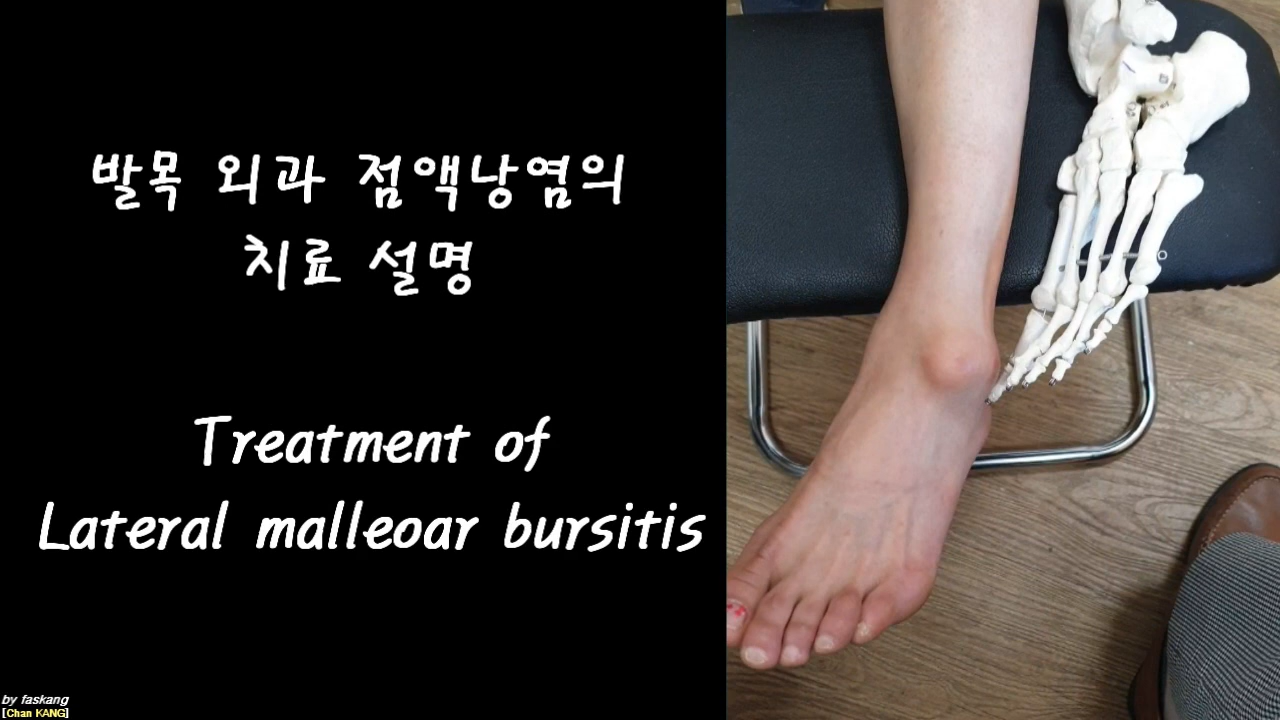 발목 외과 점액낭염의
치료 설명
Treatment of
Lateral malleoar bursitis
by faskang
[Chan KANG]